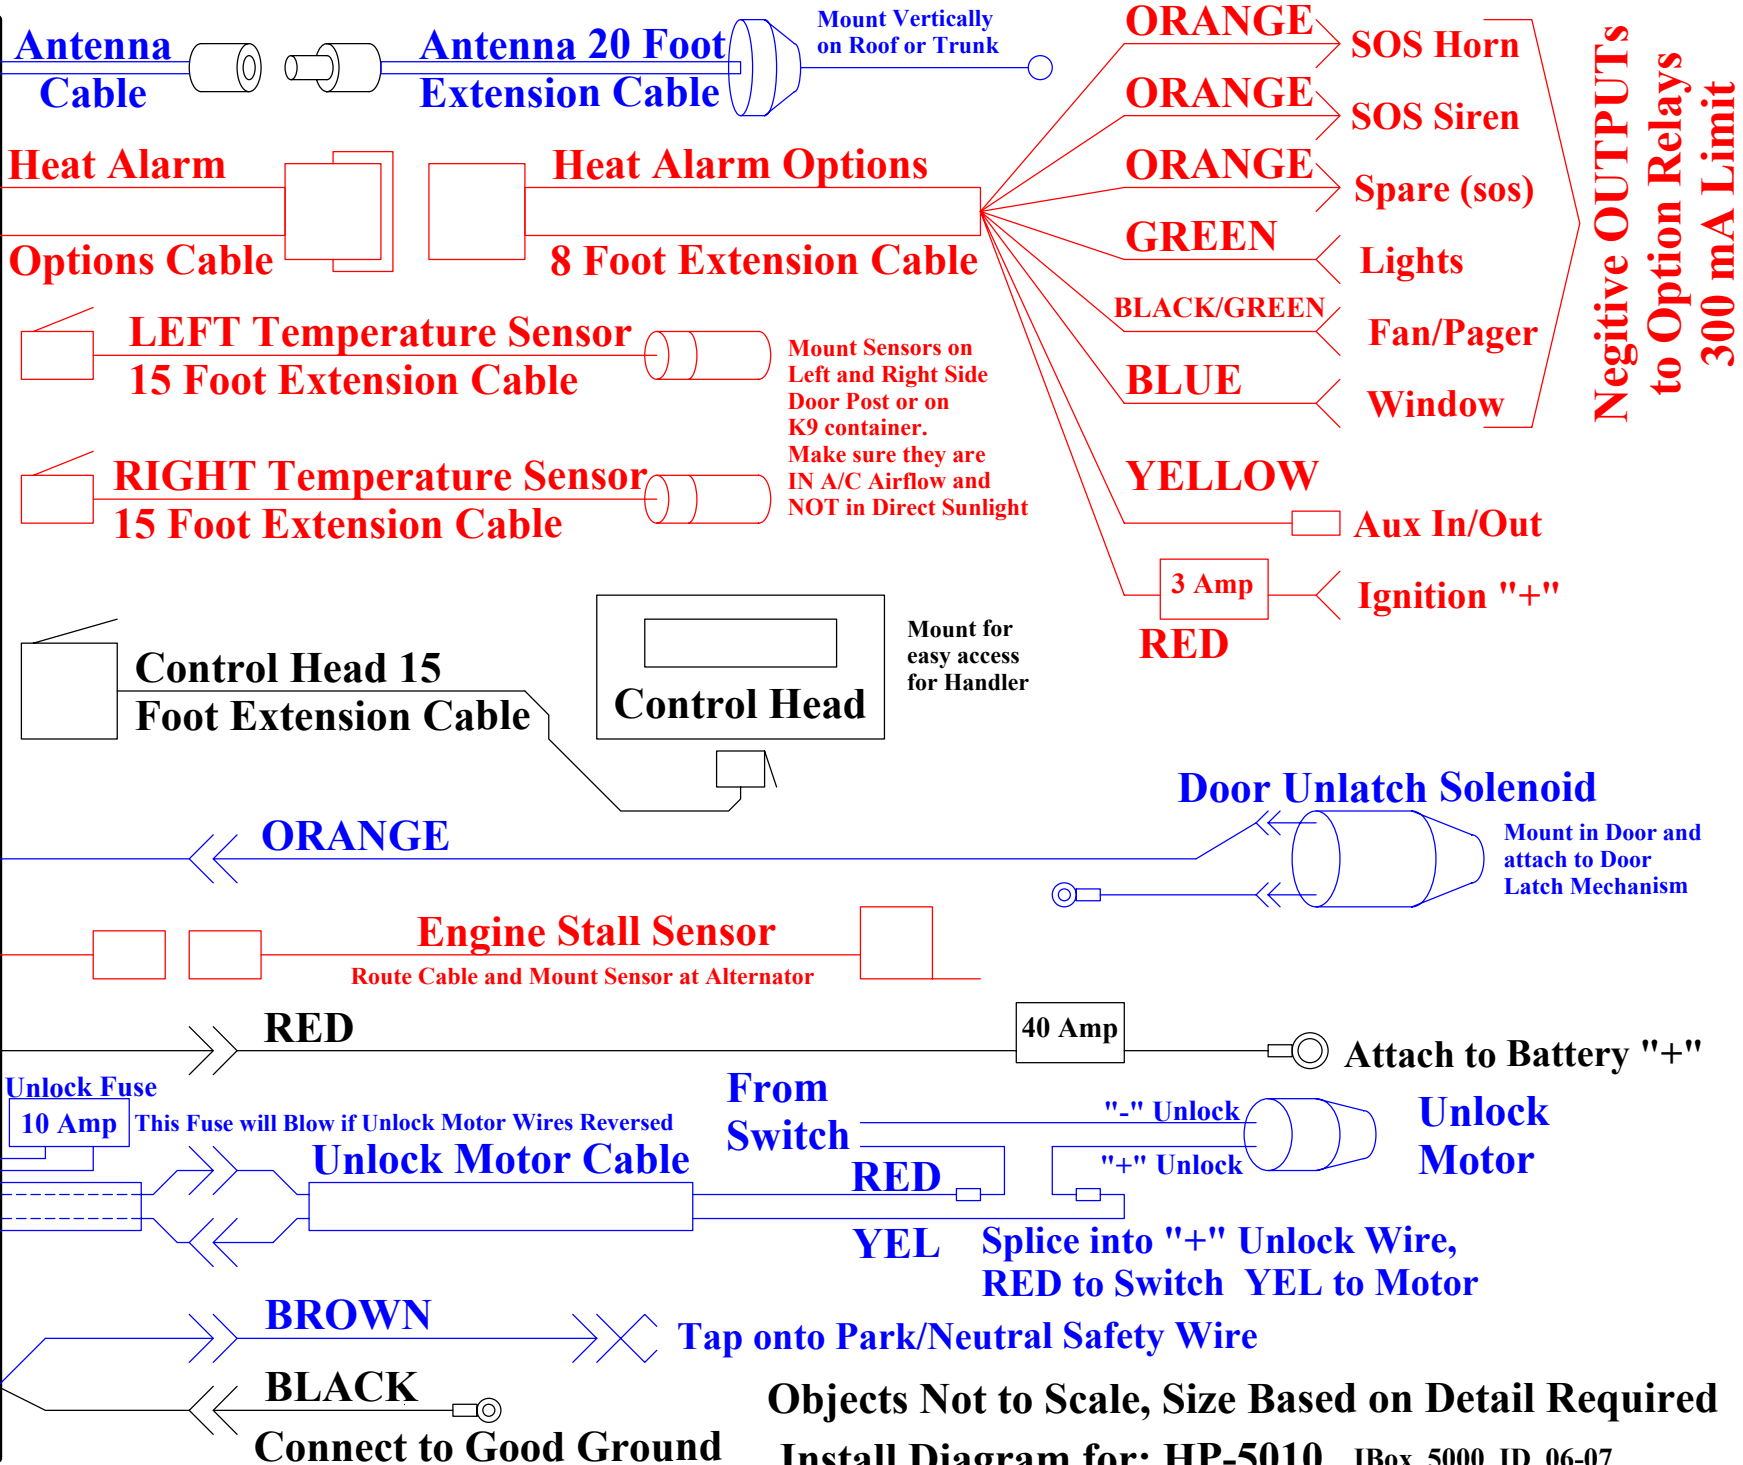 Antenna
Cable
Antenna 20 Foot
Extension Cable
Mount Vertically
on Roof or Trunk
ORANGE
SOS Horn
ORANGE
SOS Siren
ORANGE
Spare (sos)
GREEN
Lights
BLACK/GREEN
Fan/Pager
BLUE
Window
Negitive OUTPUTs
to Option Relays
300 mA Limit
YELLOW
Aux In/Out
3 Amp
Ignition "+"
RED
Heat Alarm
Options Cable
Heat Alarm Options
8 Foot Extension Cable
LEFT Temperature Sensor
15 Foot Extension Cable
RIGHT Temperature Sensor
15 Foot Extension Cable
Mount Sensors on
Left and Right Side
Door Post or on
K9 container.
Make sure they are
IN A/C Airflow and
NOT in Direct Sunlight
Control Head 15
Foot Extension Cable
Control Head
Mount for
easy access
for Handler
ORANGE
Door Unlatch Solenoid
Mount in Door and
attach to Door
Latch Mechanism
Engine Stall Sensor
Route Cable and Mount Sensor at Alternator
RED
40 Amp
Attach to Battery "+"
Unlock Fuse
10 Amp
This Fuse will Blow if Unlock Motor Wires Reversed
Unlock Motor Cable
From
Switch
"-" Unlock
"+" Unlock
Unlock
Motor
RED
YEL
Splice into "+" Unlock Wire,
RED to Switch YEL to Motor
BROWN
Tap onto Park/Neutral Safety Wire
BLACK
Connect to Good Ground
Objects Not to Scale, Size Based on Detail Required
Install Diagram for: HP-5010 IBox_5000_ID_06-07